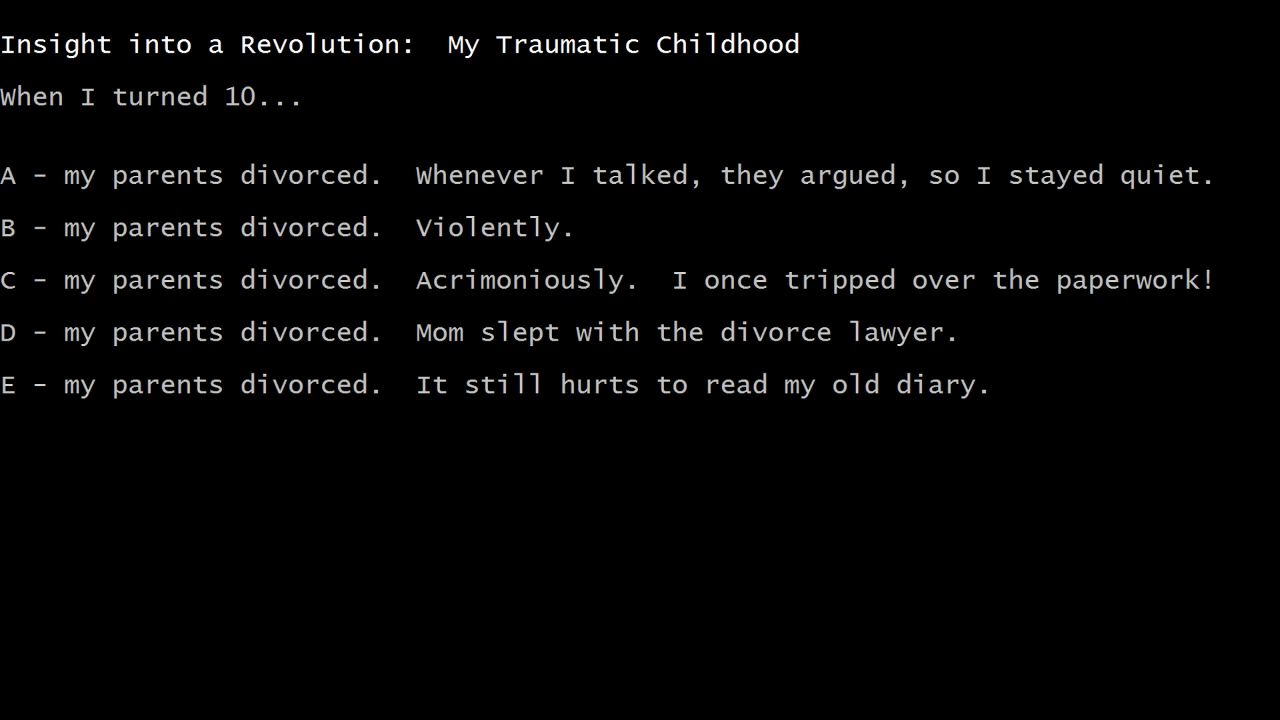 Insight into a Revolution:  My Traumatic Childhood
When I turned 10...
A - my parents divorced.  Whenever I talked, they argued, so I stayed quiet.
B - my parents divorced.  Violently.
C - my parents divorced.  Acrimoniously.  I once tripped over the paperwork!
D - my parents divorced.  Mom slept with the divorce lawyer.
E - my parents divorced.  It still hurts to read my old diary.